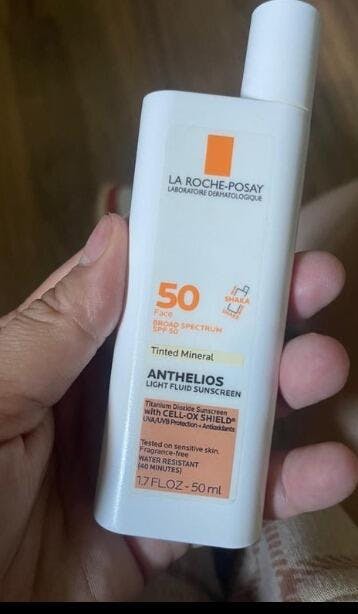 LA ROCHE-POSAY
LABORATOIRE DERMATOLOGIQUE
50
Face
BROAD SPECTRUM
SPF 50
SHAKA
Tinted Mineral
ANTHELIOS
LIGHT FLUID SUNSCREEN
Titanium Dioxide Sunscreen
with CELL-OX SHIELD®
UVA/UVB Protection + Antioxidants
Tested on sensitive skin.
Fragrance-free
WATER RESISTANT
(40 MINUTES)
1.7 FL.OZ - 50 ml